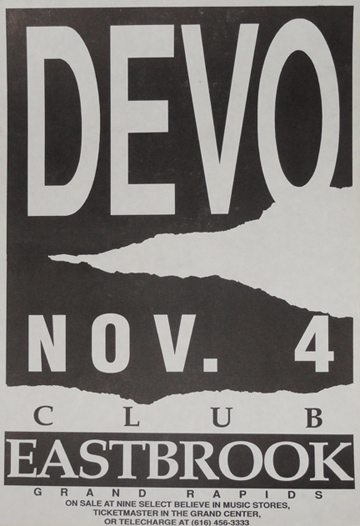 DEVO
NOV. 4
CLUB
EASTBROOK
GRAND RAPIDS
ON SALE AT NINE SELECT BELIEVE IN MUSIC STORES,
TICKETMASTER IN THE GRAND CENTER,
OR TELECHARGE AT (616) 456-3333